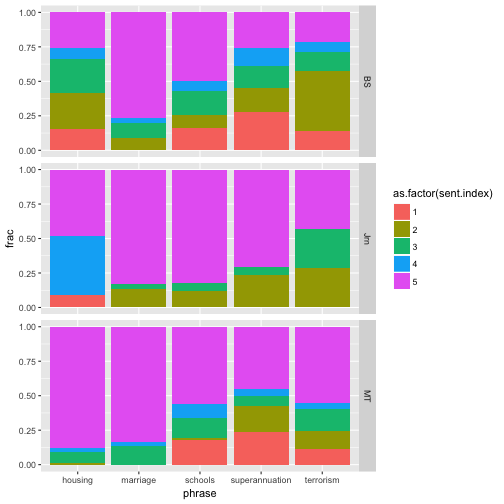 1.00
0.75
0.50
0.25
0.00
BS
1.00
0.75
0.50
0.25
0.00
Jm
1.00
0.75
0.50
0.25
0.00
MT
frac
housing marriage schools superannuation terrorism
phrase
as.factor(sent.index)
1
2
3
4
5